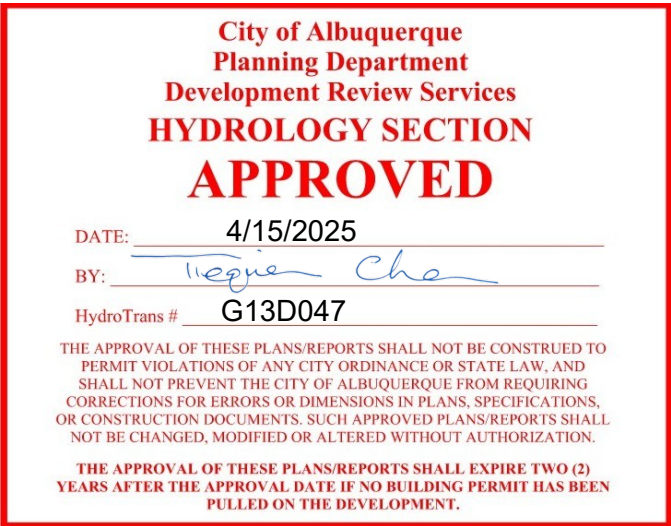 City of Albuquerque
Planning Department
Development Review Services
HYDROLOGY SECTION
APPROVED
DATE: 4/15/2025
BY: Chen
HydroTrans # G13D047
THE APPROVAL OF THESE PLANS/REPORTS SHALL NOT BE CONSTRUED TO
PERMIT VIOLATIONS OF ANY CITY ORDINANCE OR STATE LAW, AND
SHALL NOT PREVENT THE CITY OF ALBUQUERQUE FROM REQUIRING
CORRECTIONS FOR ERRORS OR DIMENSIONS IN PLANS, SPECIFICATIONS,
OR CONSTRUCTION DOCUMENTS. SUCH APPROVED PLANS/REPORTS SHALL
NOT BE CHANGED, MODIFIED OR ALTERED WITHOUT AUTHORIZATION.
THE APPROVAL OF THESE PLANS/REPORTS SHALL EXPIRE TWO (2)
YEARS AFTER THE APPROVAL DATE IF NO BUILDING PERMIT HAS BEEN
PULLED ON THE DEVELOPMENT.